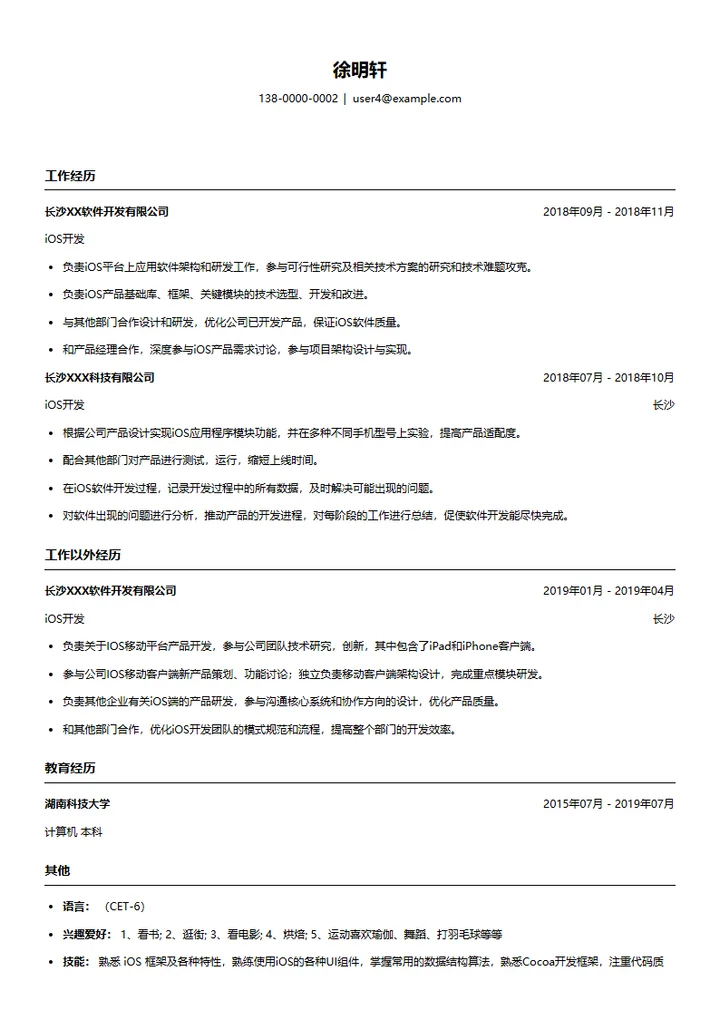 徐明轩
138-0000-0002 | user4@example.com
工作经历
长沙XX软件开发有限公司 2018年09月 - 2018年11月
iOS开发
• 负责iOS平台上应用软件架构和研发工作，参与可行性研究及相关技术方案的研究和技术难题攻克。
• 负责iOS产品基础库、框架、关键模块的技术选型、开发和改进。
• 与其他部门合作设计和研发，优化公司已开发产品，保证iOS软件质量。
• 和产品经理合作，深度参与iOS产品需求讨论，参与项目架构设计与实现。
长沙XXX科技有限公司 2018年07月 - 2018年10月
iOS开发 长沙
• 根据公司产品设计实现iOS应用程序模块功能，并在多种不同手机型号上实验，提高产品适配度。
• 配合其他部门对产品进行测试，运行，缩短上线时间。
• 在iOS软件开发过程，记录开发过程中的所有数据，及时解决可能出现的问题。
• 对软件出现的问题进行分析，推动产品的开发进程，对每阶段的工作进行总结，促使软件开发能尽快完成。
工作以外经历
长沙XXX软件开发有限公司 2019年01月 - 2019年04月
iOS开发 长沙
• 负责关于IOS移动平台产品开发，参与公司团队技术研究，创新，其中包含了iPad和iPhone客户端。
• 参与公司IOS移动客户端新产品策划、功能讨论；独立负责移动客户端架构设计，完成重点模块研发。
• 负责其他企业有关iOS端的产品研发，参与沟通核心系统和协作方向的设计，优化产品质量。
• 和其他部门合作，优化iOS开发团队的模式规范和流程，提高整个部门的开发效率。
教育经历
湖南科技大学 2015年07月 - 2019年07月
计算机 本科
其他
• 语言： （CET-6）
• 兴趣爱好： 1、看书; 2、逛街; 3、看电影; 4、烘焙; 5、运动喜欢瑜伽、舞蹈、打羽毛球等等
• 技能： 熟悉 iOS 框架及各种特性，熟练使用iOS的各种UI组件，掌握常用的数据结构算法，熟悉Cocoa开发框架，注重代码质